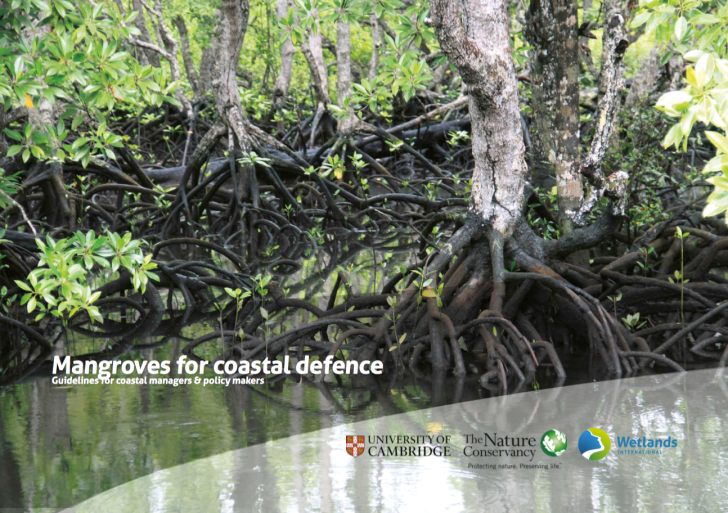 Mangroves for coastal defence
Guidelines for coastal managers & policy makers
UNIVERSITY OF
CAMBRIDGE
The Nature
Conservancy
Protecting nature. Preserving life.
Wetlands
INTERNATIONAL